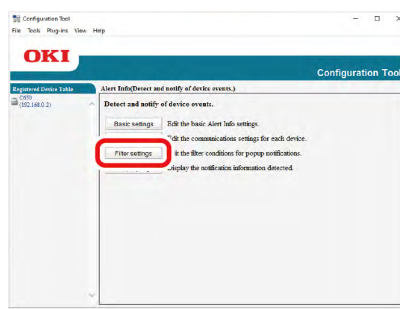 Configuration Tool
File Tools Plug-ins View Help
OKI
Configuration Tool
Registered Device Table
C650
(192.168.0.2)
Alert Info(Detect and notify of device events.)
Detect and notify of device events.
Basic settings Edit the basic Alert Info settings.
Edit the communications settings for each device.
Filter settings the filter conditions for popup notifications.
Display the notification information detected.